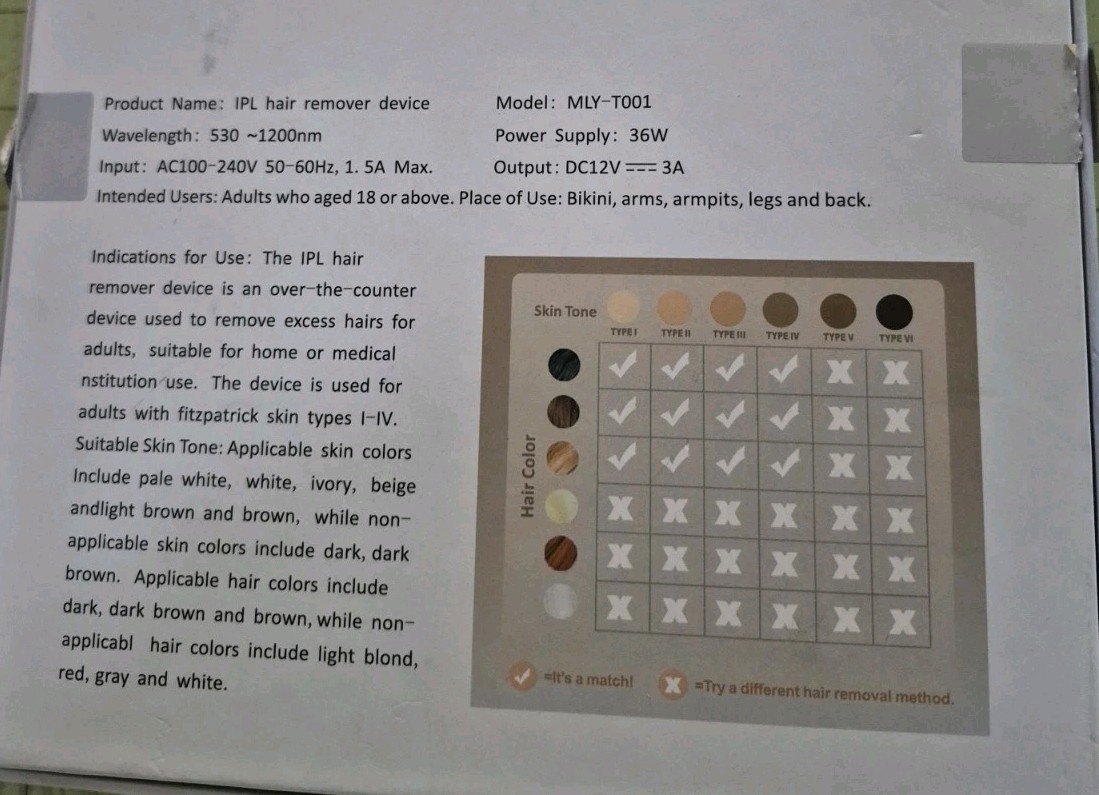 Product Name: IPL hair remover device
Model: MLY-T001
Wavelength: 530 ~1200nm
Power Supply: 36W
Input: AC100-240V 50-60Hz, 1. 5A Max.
Output: DC12V ⎓ 3A
Intended Users: Adults who aged 18 or above. Place of Use: Bikini, arms, armpits, legs and back.
Indications for Use: The IPL hair
remover device is an over-the-counter
device used to remove excess hairs for
adults, suitable for home or medical
nstitution use. The device is used for
adults with fitzpatrick skin types I-IV.
Suitable Skin Tone: Applicable skin colors
Include pale white, white, ivory, beige
andlight brown and brown, while non-
applicable skin colors include dark, dark
brown. Applicable hair colors include
dark, dark brown and brown, while non-
applicabl hair colors include light blond,
red, gray and white.
Skin Tone
TYPE I TYPE II TYPE III TYPE IV TYPE V TYPE VI
Hair Color
✓ ✓ ✓ ✓ X X
✓ ✓ ✓ ✓ X X
✓ ✓ ✓ ✓ X X
X X X X X X
X X X X X X
X X X X X X
✓ =It's a match!
X =Try a different hair removal method.